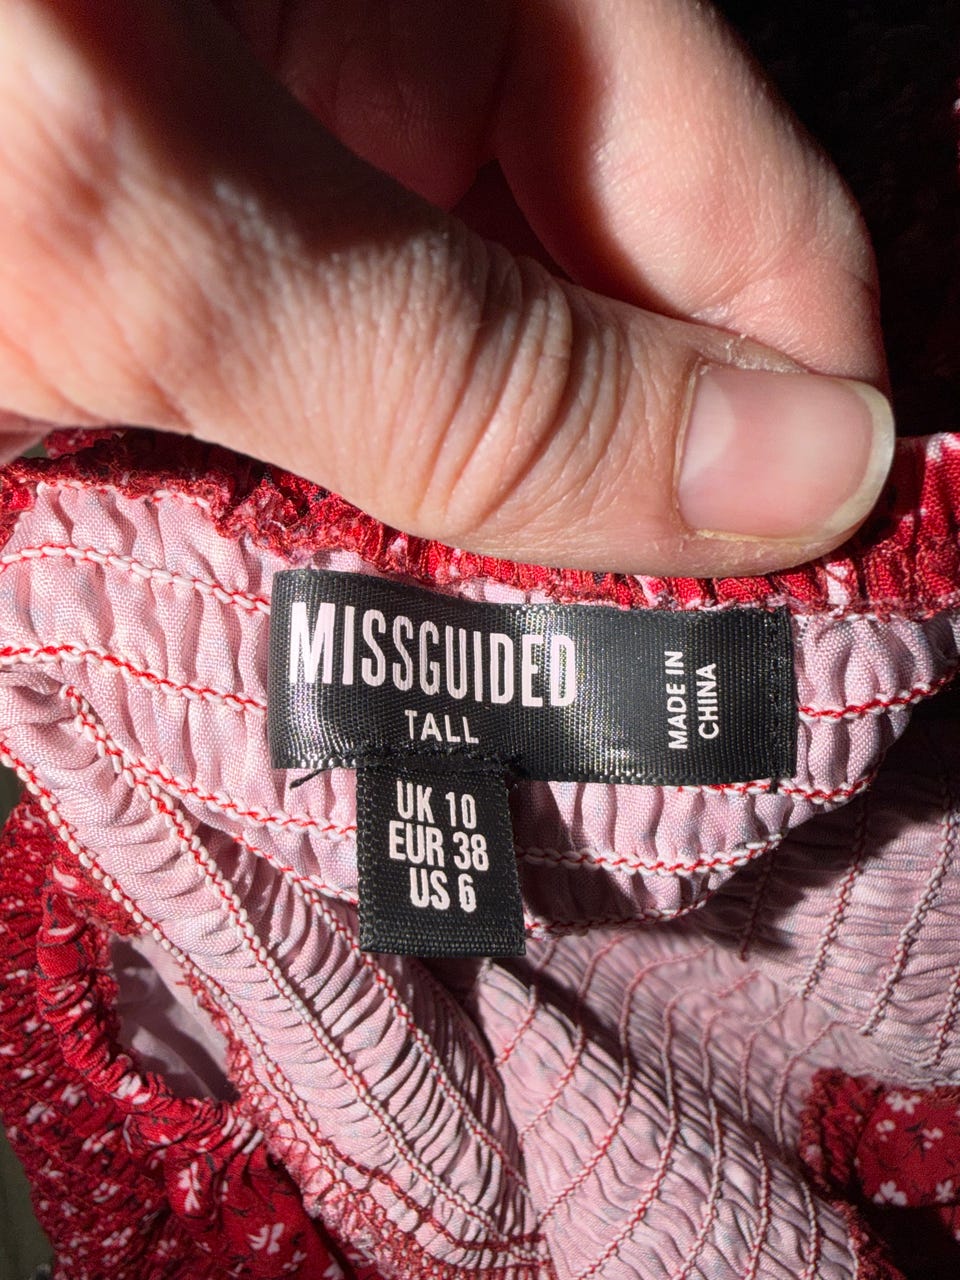 MISSGUIDED
TALL
MADE IN
CHINA
UK 10
EUR 38
US 6